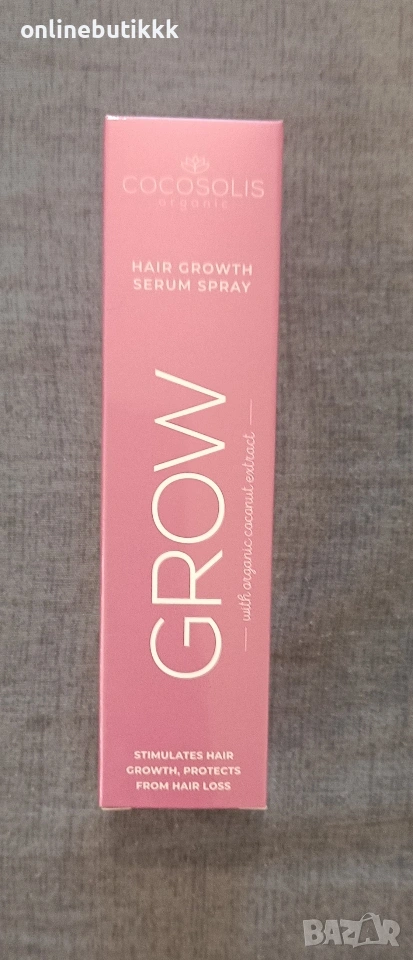 onlinebutikkk
COCOSOLIS
organic
HAIR GROWTH
SERUM SPRAY
GROW
with organic coconut extract
STIMULATES HAIR
GROWTH, PROTECTS
FROM HAIR LOSS
BAZAR